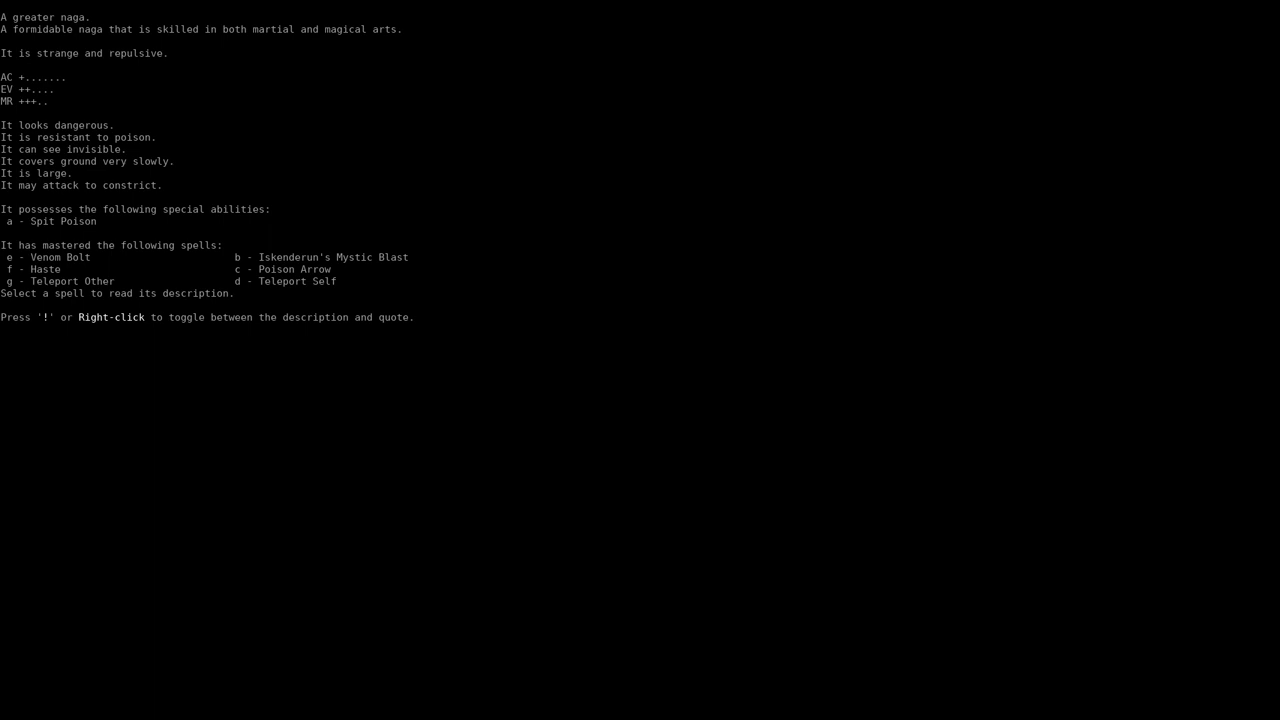 A greater naga.
A formidable naga that is skilled in both martial and magical arts.
It is strange and repulsive.
AC +.......
EV ++....
MR +++..
It looks dangerous.
It is resistant to poison.
It can see invisible.
It covers ground very slowly.
It is large.
It may attack to constrict.
It possesses the following special abilities:
a - Spit Poison
It has mastered the following spells:
e - Venom Bolt b - Iskenderun's Mystic Blast
f - Haste c - Poison Arrow
g - Teleport Other d - Teleport Self
Select a spell to read its description.
Press '!' or Right-click to toggle between the description and quote.